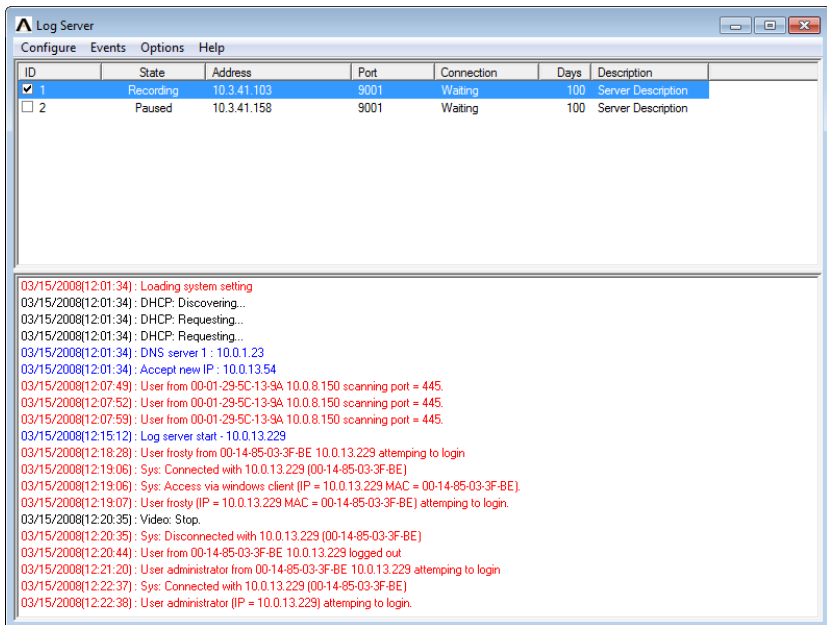 Log Server
Configure Events Options Help
ID State Address Port Connection Days Description
1 Recording 10.3.41.103 9001 Waiting 100 Server Description
2 Paused 10.3.41.158 9001 Waiting 100 Server Description
03/15/2008(12:01:34) : Loading system setting
03/15/2008(12:01:34) : DHCP: Discovering...
03/15/2008(12:01:34) : DHCP: Requesting...
03/15/2008(12:01:34) : DHCP: Requesting...
03/15/2008(12:01:34) : DNS server 1 : 10.0.1.23
03/15/2008(12:01:34) : Accept new IP : 10.0.13.54
03/15/2008(12:07:49) : User from 00-01-29-5C-13-9A 10.0.8.150 scanning port = 445.
03/15/2008(12:07:52) : User from 00-01-29-5C-13-9A 10.0.8.150 scanning port = 445.
03/15/2008(12:07:59) : User from 00-01-29-5C-13-9A 10.0.8.150 scanning port = 445.
03/15/2008(12:15:12) : Log server start - 10.0.13.229
03/15/2008(12:18:28) : User frosty from 00-14-85-03-3F-BE 10.0.13.229 attemping to login
03/15/2008(12:19:06) : Sys: Connected with 10.0.13.229 (00-14-85-03-3F-BE)
03/15/2008(12:19:06) : Sys: Access via windows client (IP = 10.0.13.229 MAC = 00-14-85-03-3F-BE).
03/15/2008(12:19:07) : User frosty (IP = 10.0.13.229 MAC = 00-14-85-03-3F-BE) attemping to login.
03/15/2008(12:20:35) : Video: Stop.
03/15/2008(12:20:35) : Sys: Disconnected with 10.0.13.229 (00-14-85-03-3F-BE)
03/15/2008(12:20:44) : User from 00-14-85-03-3F-BE 10.0.13.229 logged out
03/15/2008(12:21:20) : User administrator from 00-14-85-03-3F-BE 10.0.13.229 attemping to login
03/15/2008(12:22:37) : Sys: Connected with 10.0.13.229 (00-14-85-03-3F-BE)
03/15/2008(12:22:38) : User administrator (IP = 10.0.13.229) attemping to login.